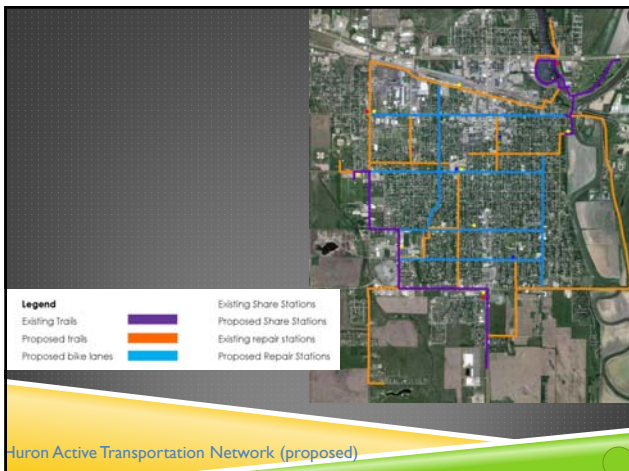 Legend
Existing Trails
Proposed trails
Proposed bike lanes
Existing Share Stations
Proposed Share Stations
Existing repair stations
Proposed Repair Stations
Huron Active Transportation Network (proposed)